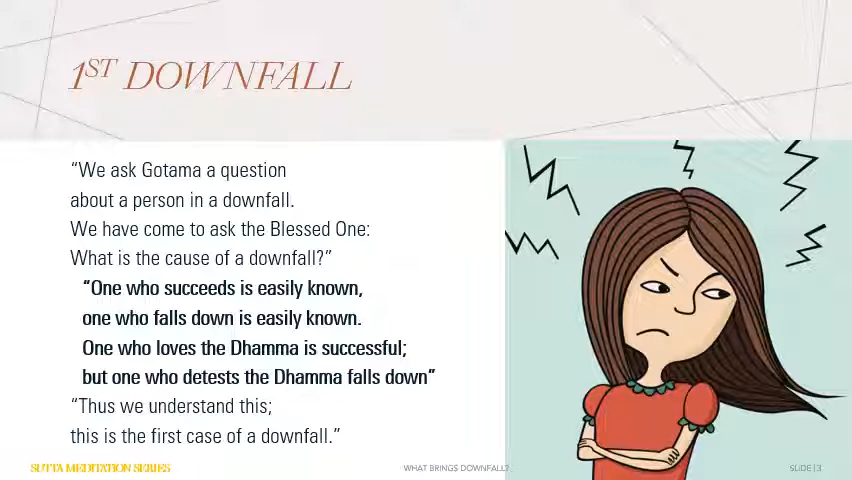 1ST DOWNFALL
“We ask Gotama a question
about a person in a downfall.
We have come to ask the Blessed One:
What is the cause of a downfall?”
“One who succeeds is easily known,
one who falls down is easily known.
One who loves the Dhamma is successful;
but one who detests the Dhamma falls down”
“Thus we understand this;
this is the first case of a downfall.”
SUTTA MEDITATION SERIES
WHAT BRINGS DOWNFALL?
SLIDE | 3